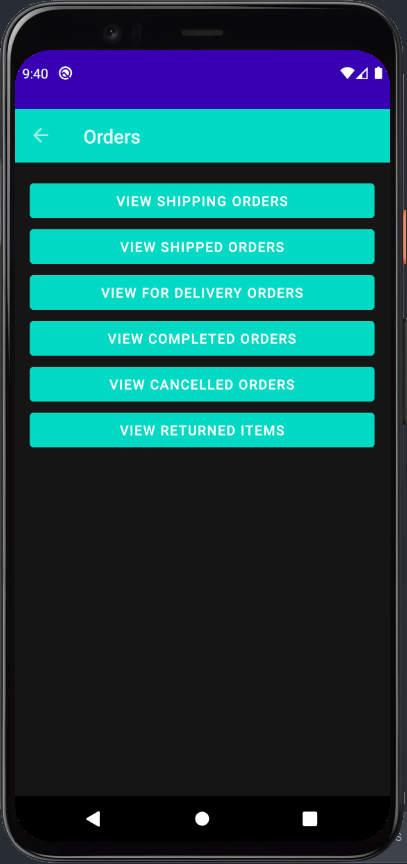 9:40
Orders
VIEW SHIPPING ORDERS
VIEW SHIPPED ORDERS
VIEW FOR DELIVERY ORDERS
VIEW COMPLETED ORDERS
VIEW CANCELLED ORDERS
VIEW RETURNED ITEMS